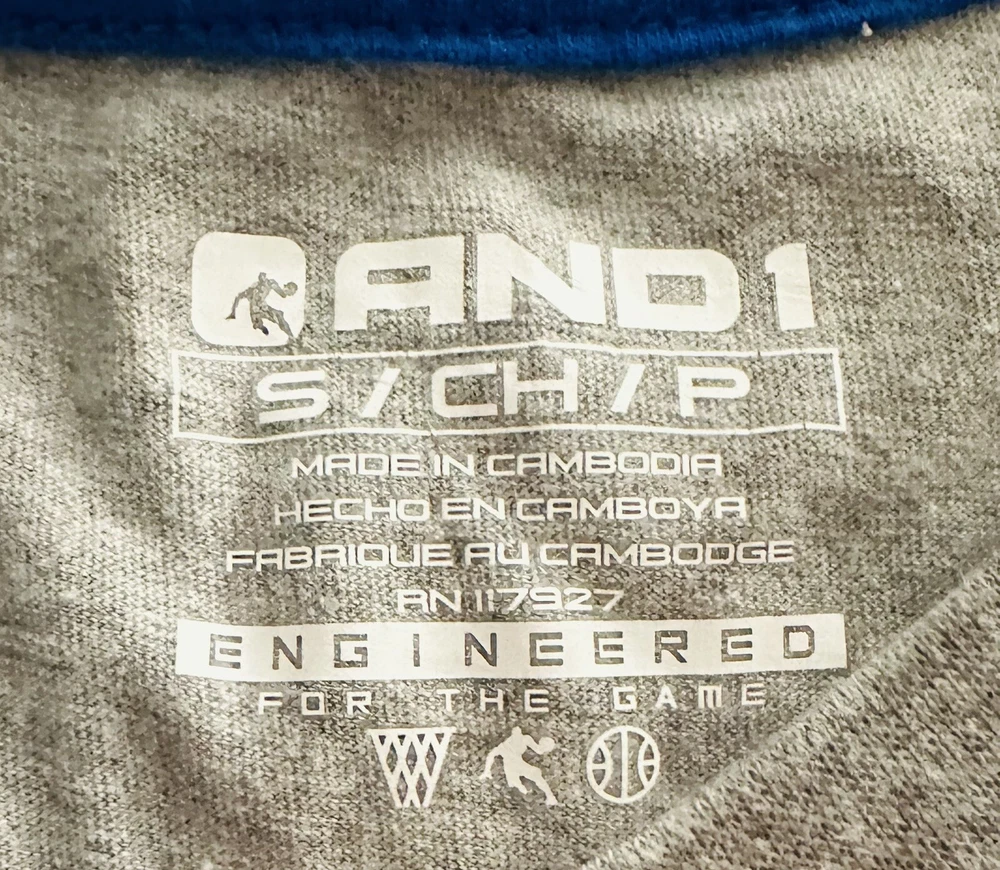 AND1
S / CH / P
MADE IN CAMBODIA
HECHO EN CAMBOYA
FABRIQUE AU CAMBODGE
RN 117927
ENGINEERED
FOR THE GAME